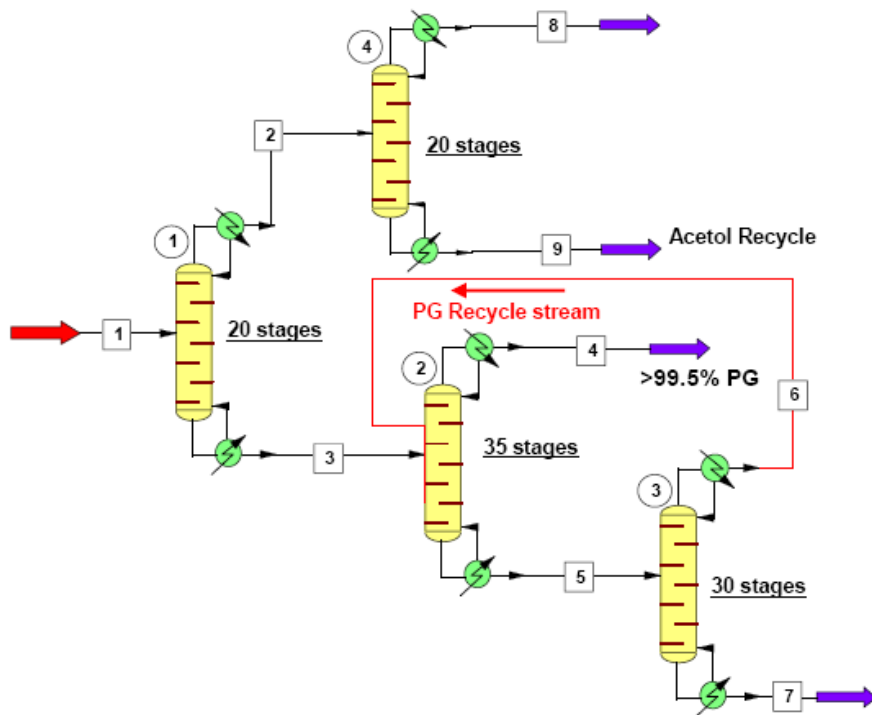 4
8
2
20 stages
1
9
Acetol Recycle
1
20 stages
PG Recycle stream
2
4
>99.5% PG
6
3
35 stages
3
5
30 stages
7